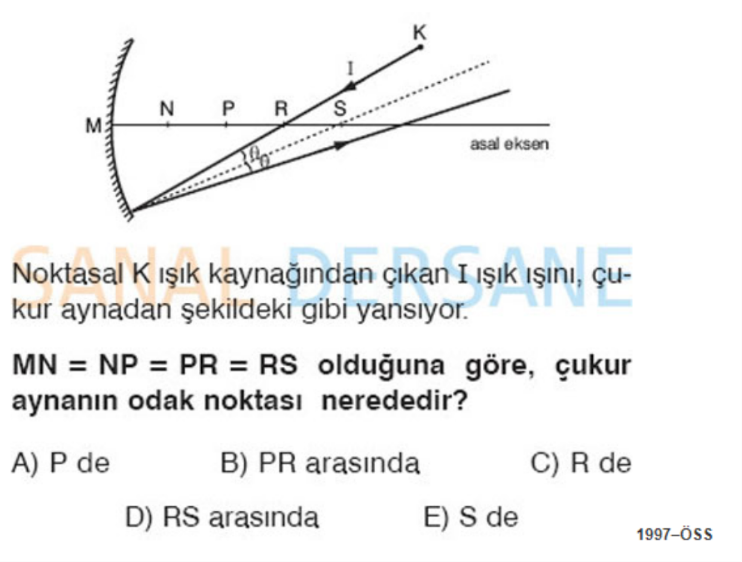 K
I
N P R S
M
θ
θ
asal eksen
SANAL DERSANE
Noktasal K ışık kaynağından çıkan I ışık ışını, çu-
kur aynadan şekildeki gibi yansıyor.
MN = NP = PR = RS olduğuna göre, çukur
aynanın odak noktası nerededir?
A) P de B) PR arasında C) R de
D) RS arasında E) S de
1997–ÖSS